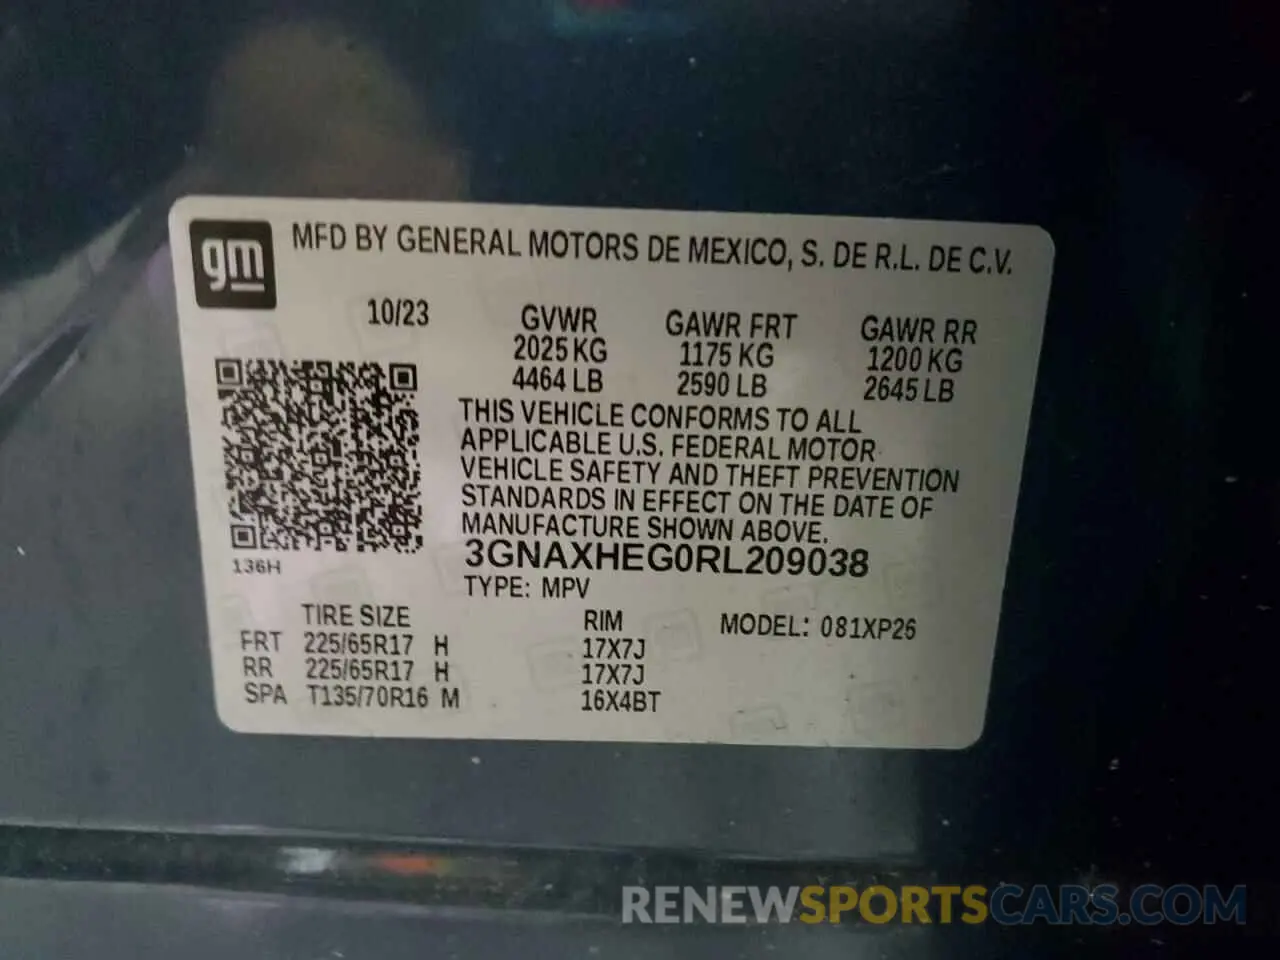 gm
MFD BY GENERAL MOTORS DE MEXICO, S. DE R.L. DE C.V.
10/23 GVWR GAWR FRT GAWR RR
2025 KG 1175 KG 1200 KG
4464 LB 2590 LB 2645 LB
THIS VEHICLE CONFORMS TO ALL
APPLICABLE U.S. FEDERAL MOTOR
VEHICLE SAFETY AND THEFT PREVENTION
STANDARDS IN EFFECT ON THE DATE OF
MANUFACTURE SHOWN ABOVE.
136H
3GNAXHEG0RL209038
TYPE: MPV
TIRE SIZE RIM MODEL: 081XP26
FRT 225/65R17 H 17X7J
RR 225/65R17 H 17X7J
SPA T135/70R16 M 16X4BT
RENEWSPORTSCARS.COM